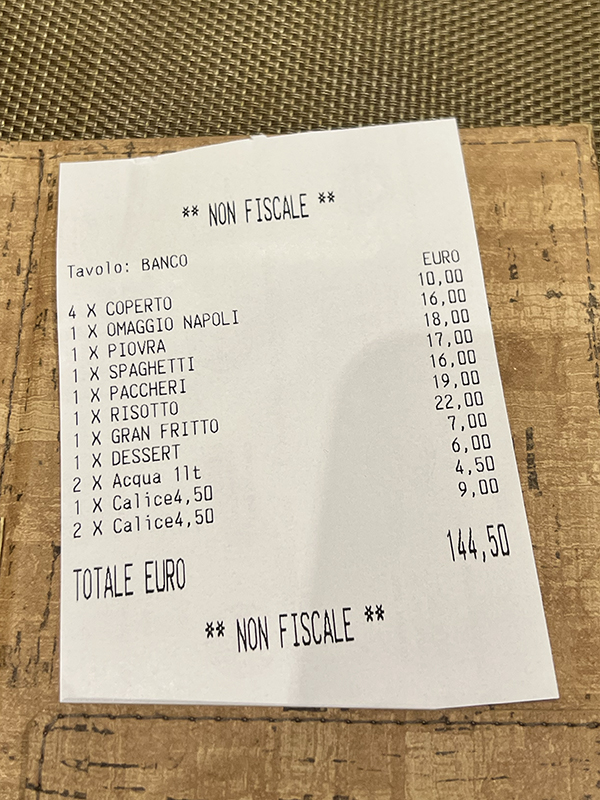 ** NON FISCALE **
Tavolo: BANCO
EURO
4 X COPERTO 10,00
1 X OMAGGIO NAPOLI 16,00
1 X PIOVRA 18,00
1 X SPAGHETTI 17,00
1 X PACCHERI 16,00
1 X RISOTTO 19,00
1 X GRAN FRITTO 22,00
1 X DESSERT 7,00
2 X Acqua 1lt 6,00
1 X Calice4,50 4,50
2 X Calice4,50 9,00
TOTALE EURO 144,50
** NON FISCALE **